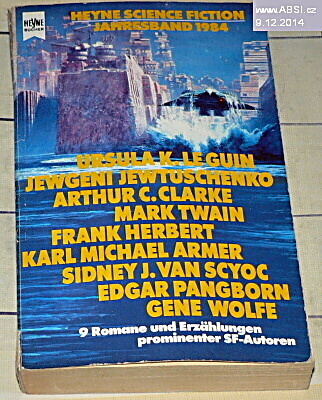 www.ABSI.cz
9.12.2014
HEYNE
BÜCHER
HEYNE SCIENCE FICTION
JAHRESBAND 1984
URSULA K. LE GUIN
JEWGENI JEWTUSCHENKO
ARTHUR C. CLARKE
MARK TWAIN
FRANK HERBERT
KARL MICHAEL ARMER
SIDNEY J. VAN SCYOC
EDGAR PANGBORN
GENE WOLFE
9 Romane und Erzählungen
prominenter SF-Autoren